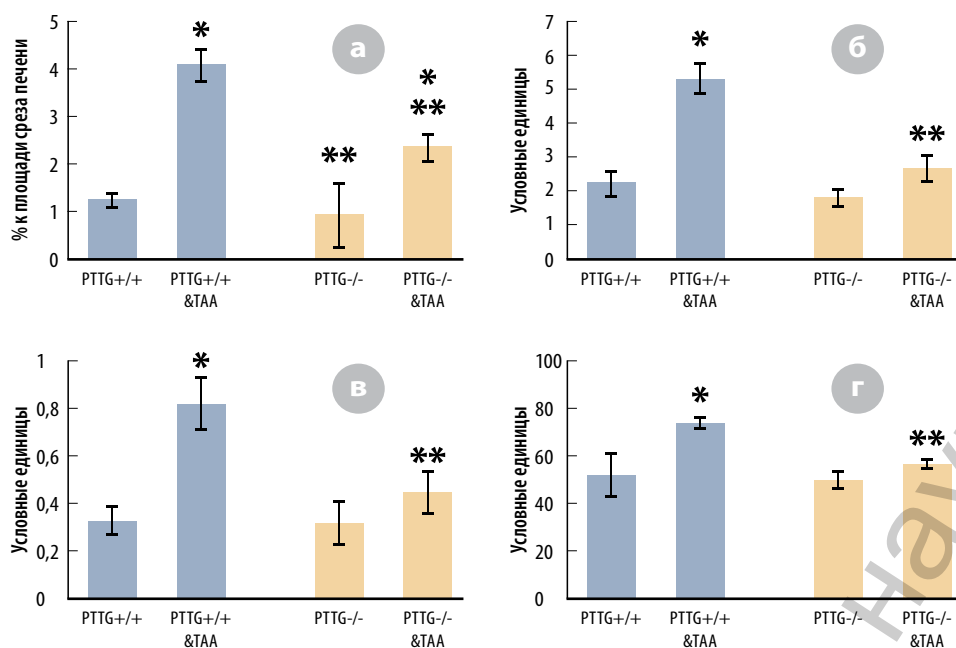 % к площади среза печени
5
4
3
2
1
0
*
**
*
**
а
PTTG+/+
PTTG+/+
&TAA
PTTG-/-
PTTG-/-
&TAA
Условные единицы
7
6
5
4
3
2
1
0
*
**
б
PTTG+/+
PTTG+/+
&TAA
PTTG-/-
PTTG-/-
&TAA
Условные единицы
1
0,8
0,6
0,4
0,2
0
*
**
в
PTTG+/+
PTTG+/+
&TAA
PTTG-/-
PTTG-/-
&TAA
Условные единицы
100
80
60
40
20
0
*
**
г
PTTG+/+
PTTG+/+
&TAA
PTTG-/-
PTTG-/-
&TAA